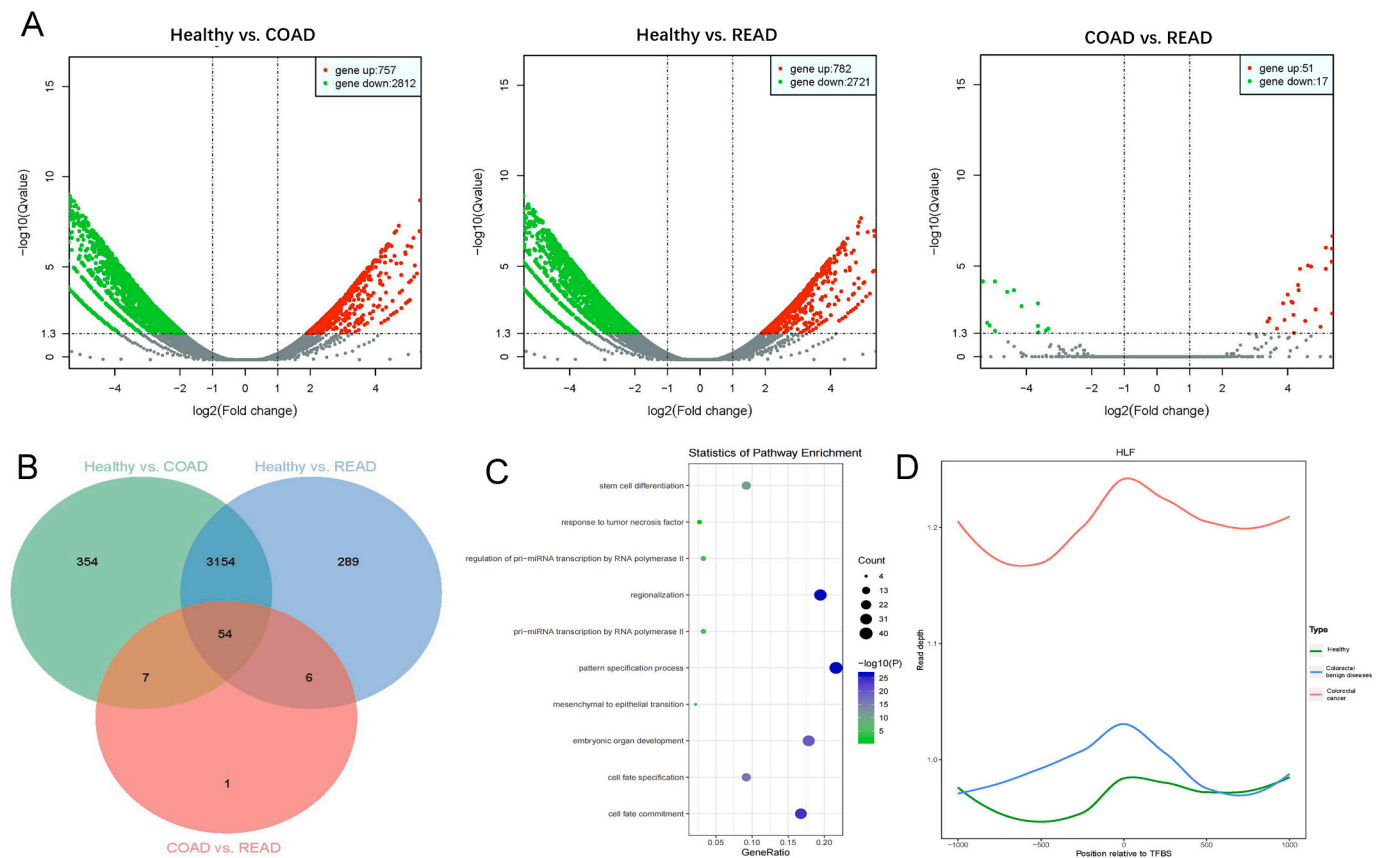 A
Healthy vs. COAD
gene up:757
gene down:2812
15
10
5
1.3
0
−4
−2
−1
0
1
2
4
−log10(Qvalue)
log2(Fold change)
Healthy vs. READ
gene up:782
gene down:2721
15
10
5
1.3
0
−4
−2
−1
0
1
2
4
−log10(Qvalue)
log2(Fold change)
COAD vs. READ
gene up:51
gene down:17
15
10
5
1.3
0
−4
−2
−1
0
1
2
4
−log10(Qvalue)
log2(Fold change)
B
Healthy vs. COAD
Healthy vs. READ
354
3154
289
54
7
6
1
COAD vs. READ
C
Statistics of Pathway Enrichment
stem cell differentiation
response to tumor necrosis factor
regulation of pri−miRNA transcription by RNA polymerase II
regionalization
pri−miRNA transcription by RNA polymerase II
pattern specification process
mesenchymal to epithelial transition
embryonic organ development
cell fate specification
cell fate commitment
0.05
0.10
0.15
0.20
GeneRatio
Count
4
13
22
31
40
−log10(P)
25
20
15
10
5
D
HLF
1.2
1.1
1.0
Read depth
−1000
−500
0
500
1000
Position relative to TFBS
Type
Healthy
Colorectal
benign diseases
Colorectal
cancer